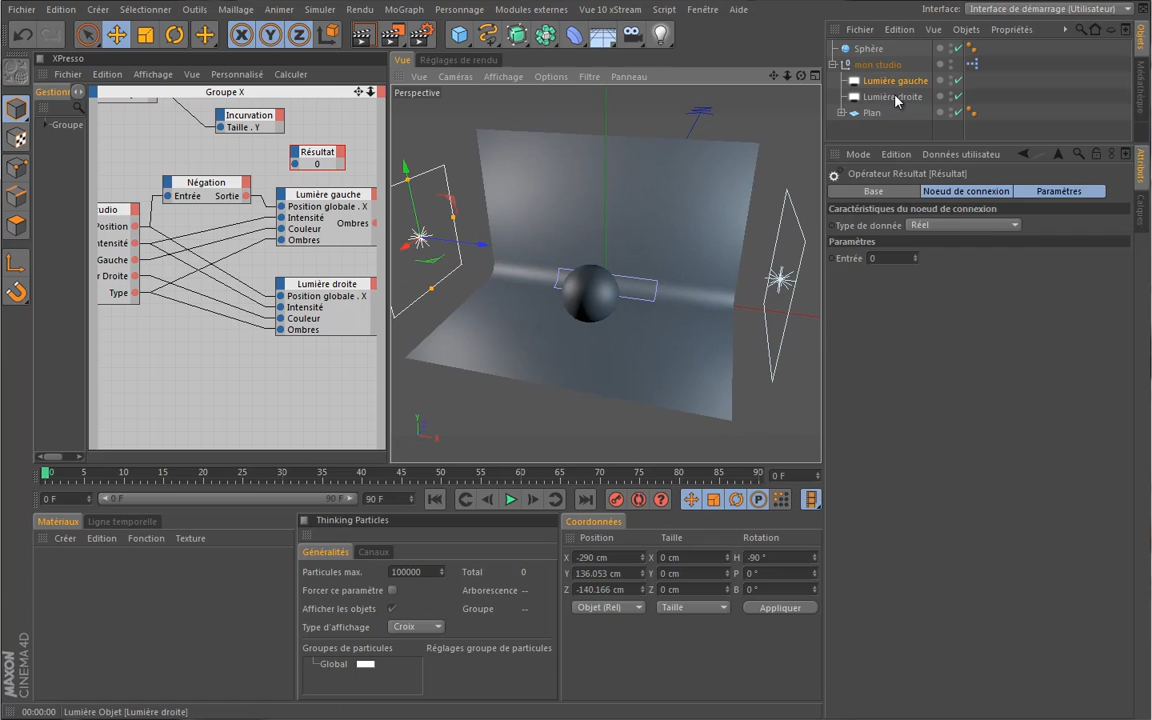 Fichier Edition Créer Sélectionner Outils Maillage Animer Simuler Rendu MoGraph Personnage Modules externes Vue 10 xStream Script Fenêtre Aide Interface: Interface de démarrage (Utilisateur)
XPresso
Fichier Edition Affichage Personnalisé Calculer
Gestionn
Groupe
Groupe X
Incurvation
Taille . Y
Résultat
0
Négation
Entrée Sortie
Lumière gauche
Position globale . X
Intensité
Couleur
Ombres
Ombres
udio
Position
ntensité
Gauche
r Droite
Type
Lumière droite
Position globale . X
Intensité
Couleur
Ombres
Vue Réglages de rendu
Vue Caméras Affichage Options Filtre Panneau
Perspective
Y
X
Fichier Edition Vue Objets Propriétés
Sphère
mon studio
Lumière gauche
Lumière droite
Plan
Objets
Médiathèque
Mode Edition Données utilisateur
Opérateur Résultat [Résultat]
Base Noeud de connexion Paramètres
Caractéristiques du noeud de connexion
Type de donnée Réel
Paramètres
Entrée 0
Attributs
Calques
0 5 10 15 20 25 30 35 40 45 50 55 60 65 70 75 80 85 90 0 F
0 F 0 F 90 F 90 F
Matériaux Ligne temporelle
Créer Edition Fonction Texture
Thinking Particles
Généralités Canaux
Particules max. 100000 Total 0
Forcer ce paramètre Arborescence --
Afficher les objets Groupe --
Type d'affichage Croix
Groupes de particules Réglages groupe de particules
Global
Coordonnées
Position Taille Rotation
X -290 cm X 0 cm H -90 °
Y 136.053 cm Y 0 cm P 0 °
Z -140.166 cm Z 0 cm B 0 °
Objet (Rel) Taille Appliquer
MAXON
CINEMA 4D
00:00:00 Lumière Objet [Lumière droite]